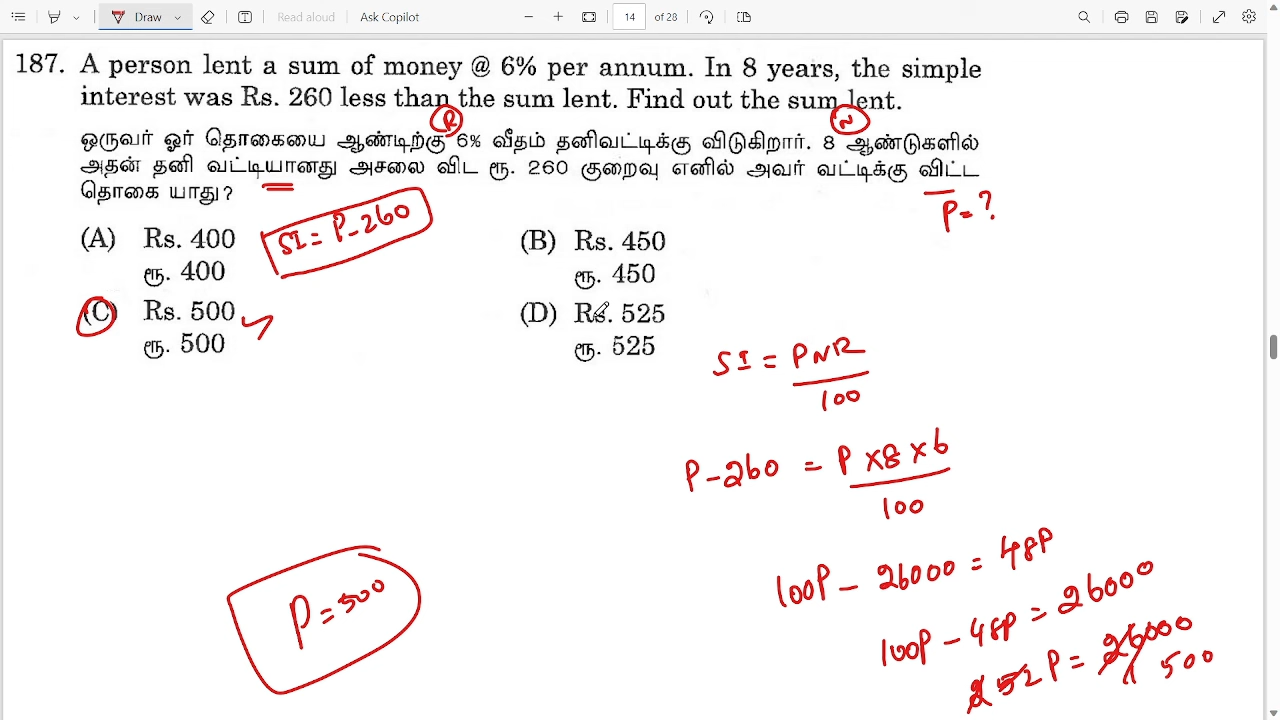 Draw
Read aloud
Ask Copilot
14
of 28
187. A person lent a sum of money @ 6% per annum. In 8 years, the simple
interest was Rs. 260 less than the sum lent. Find out the sum lent.
R
N
ஒருவர் ஓர் தொகையை ஆண்டிற்கு 6% வீதம் தனிவட்டிக்கு விடுகிறார். 8 ஆண்டுகளில்
அதன் தனி வட்டியானது அசலை விட ரூ. 260 குறைவு எனில் அவர் வட்டிக்கு விட்ட
தொகை யாது?
P = ?
SI = P - 260
(A) Rs. 400
ரூ. 400
(B) Rs. 450
ரூ. 450
(C) Rs. 500
ரூ. 500
(D) Rs. 525
ரூ. 525
SI = PNR
100
P - 260 = P × 8 × 6
100
100P - 26000 = 48P
100P - 48P = 26000
52P = 26000
500
P = 500